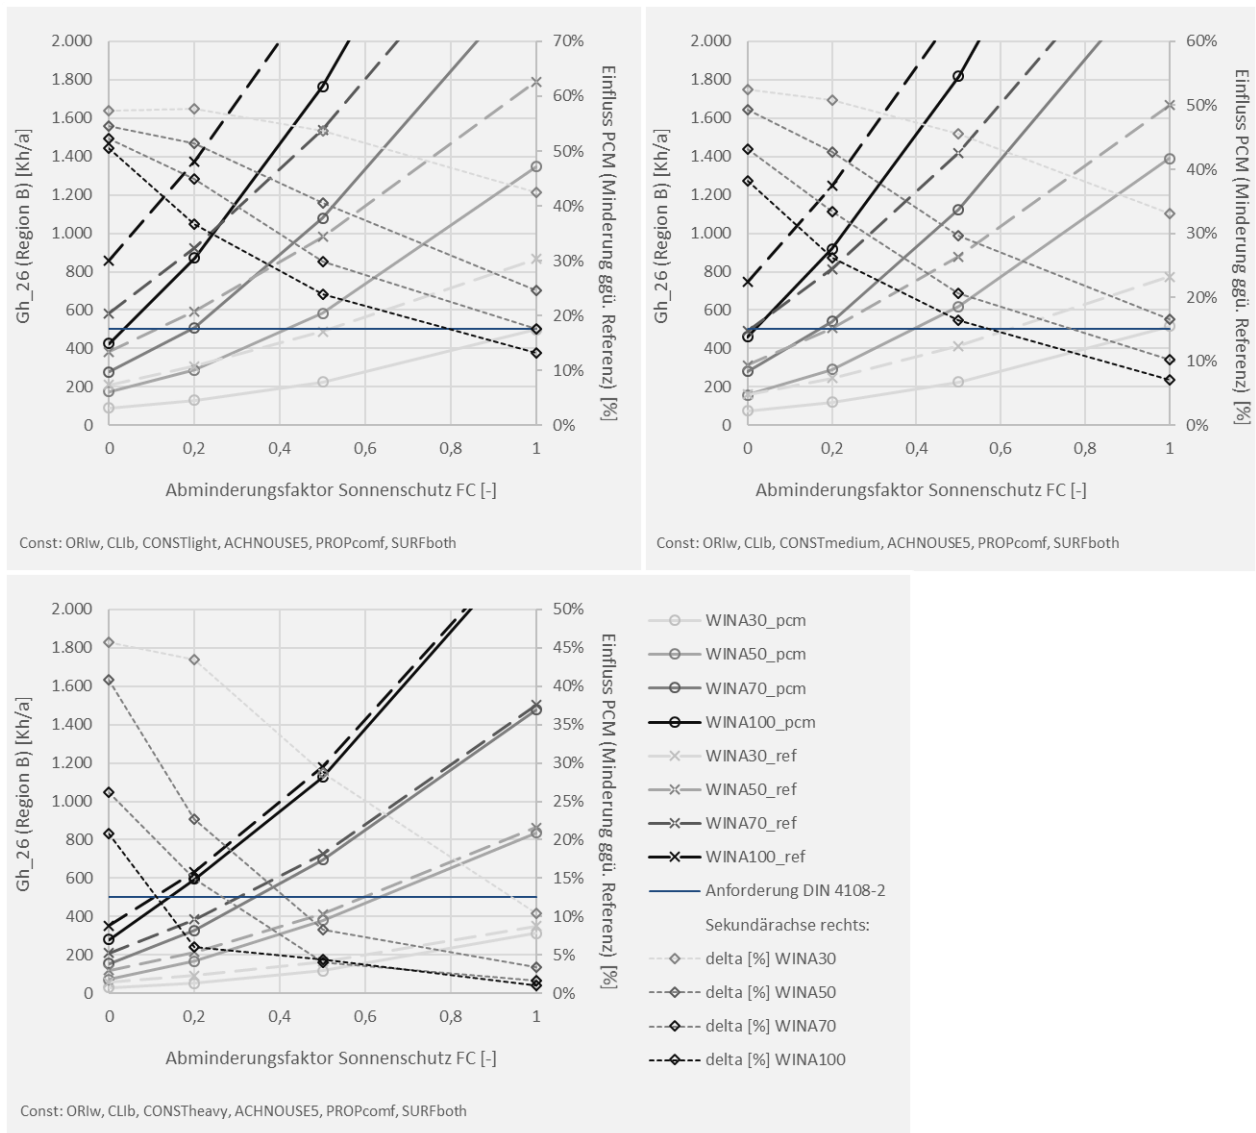 2.000
1.800
1.600
1.400
1.200
1.000
800
600
400
200
0
Gh_26 (Region B) [Kh/a]
70%
60%
50%
40%
30%
20%
10%
0%
Einfluss PCM (Minderung ggü. Referenz) [%]
0 0,2 0,4 0,6 0,8 1
Abminderungsfaktor Sonnenschutz FC [-]
Const: ORIw, CLIb, CONSTlight, ACHNOUSE5, PROPcomf, SURFboth
2.000
1.800
1.600
1.400
1.200
1.000
800
600
400
200
0
Gh_26 (Region B) [Kh/a]
60%
50%
40%
30%
20%
10%
0%
Einfluss PCM (Minderung ggü. Referenz) [%]
0 0,2 0,4 0,6 0,8 1
Abminderungsfaktor Sonnenschutz FC [-]
Const: ORIw, CLIb, CONSTmedium, ACHNOUSE5, PROPcomf, SURFboth
2.000
1.800
1.600
1.400
1.200
1.000
800
600
400
200
0
Gh_26 (Region B) [Kh/a]
50%
45%
40%
35%
30%
25%
20%
15%
10%
5%
0%
Einfluss PCM (Minderung ggü. Referenz) [%]
0 0,2 0,4 0,6 0,8 1
Abminderungsfaktor Sonnenschutz FC [-]
Const: ORIw, CLIb, CONSTheavy, ACHNOUSE5, PROPcomf, SURFboth
WINA30_pcm
WINA50_pcm
WINA70_pcm
WINA100_pcm
WINA30_ref
WINA50_ref
WINA70_ref
WINA100_ref
Anforderung DIN 4108-2
Sekundärachse rechts:
delta [%] WINA30
delta [%] WINA50
delta [%] WINA70
delta [%] WINA100